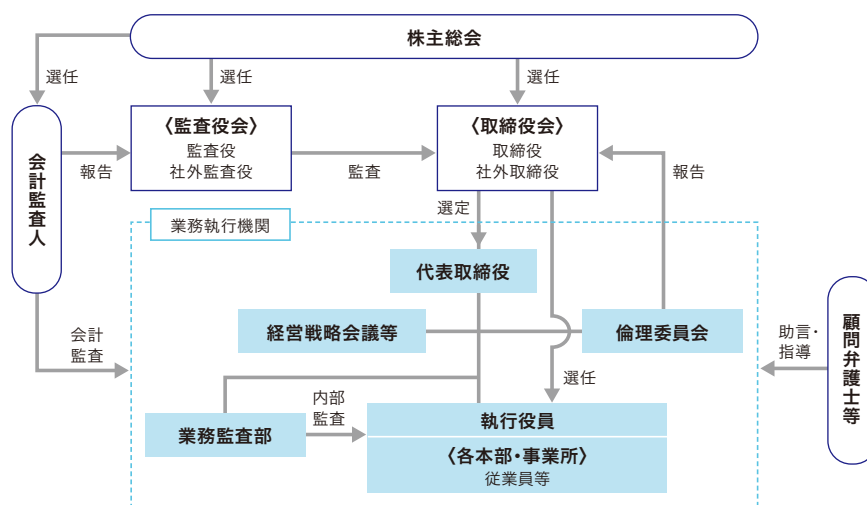 株主総会
選任
選任
選任
会計監査人
報告
〈監査役会〉
監査役
社外監査役
監査
〈取締役会〉
取締役
社外取締役
報告
選定
業務執行機関
代表取締役
経営戦略会議等
倫理委員会
会計
監査
助言・
指導
顧問弁護士等
選任
内部
監査
業務監査部
執行役員
〈各本部・事業所〉
従業員等